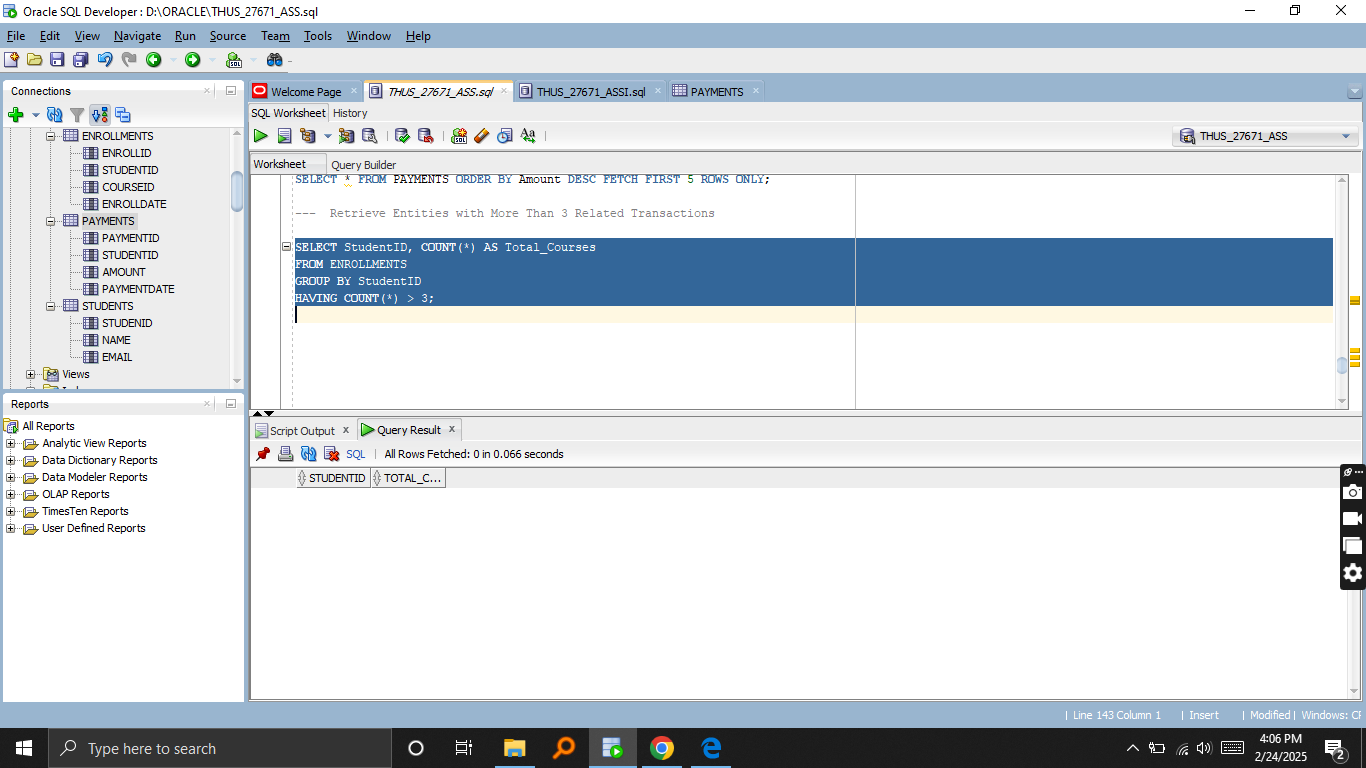 Oracle SQL Developer : D:\ORACLE\THUS_27671_ASS.sql
File Edit View Navigate Run Source Team Tools Window Help
Connections
ENROLLMENTS
ENROLLID
STUDENTID
COURSEID
ENROLLDATE
PAYMENTS
PAYMENTID
STUDENTID
AMOUNT
PAYMENTDATE
STUDENTS
STUDENID
NAME
EMAIL
Views
Reports
All Reports
Analytic View Reports
Data Dictionary Reports
Data Modeler Reports
OLAP Reports
TimesTen Reports
User Defined Reports
Welcome Page THUS_27671_ASS.sql THUS_27671_ASSI.sql PAYMENTS
SQL Worksheet History
THUS_27671_ASS
Worksheet Query Builder
SELECT * FROM PAYMENTS ORDER BY Amount DESC FETCH FIRST 5 ROWS ONLY;
--- Retrieve Entities with More Than 3 Related Transactions
SELECT StudentID, COUNT(*) AS Total_Courses
FROM ENROLLMENTS
GROUP BY StudentID
HAVING COUNT(*) > 3;
Script Output x Query Result x
SQL | All Rows Fetched: 0 in 0.066 seconds
STUDENTID TOTAL_C...
| Line 143 Column 1 | Insert | Modified | Windows: CF
Type here to search
4:06 PM
2/24/2025
2